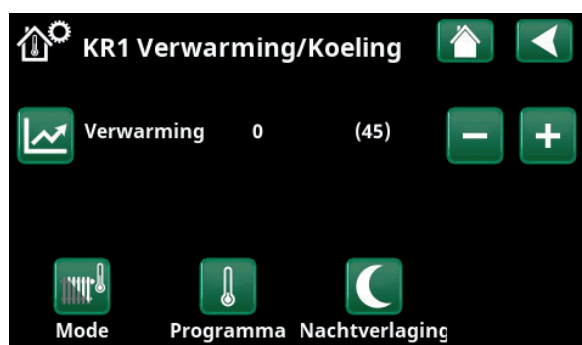 KR1 Verwarming/Koeling
Verwarming 0 (45)
Mode Programma Nachtverlaging